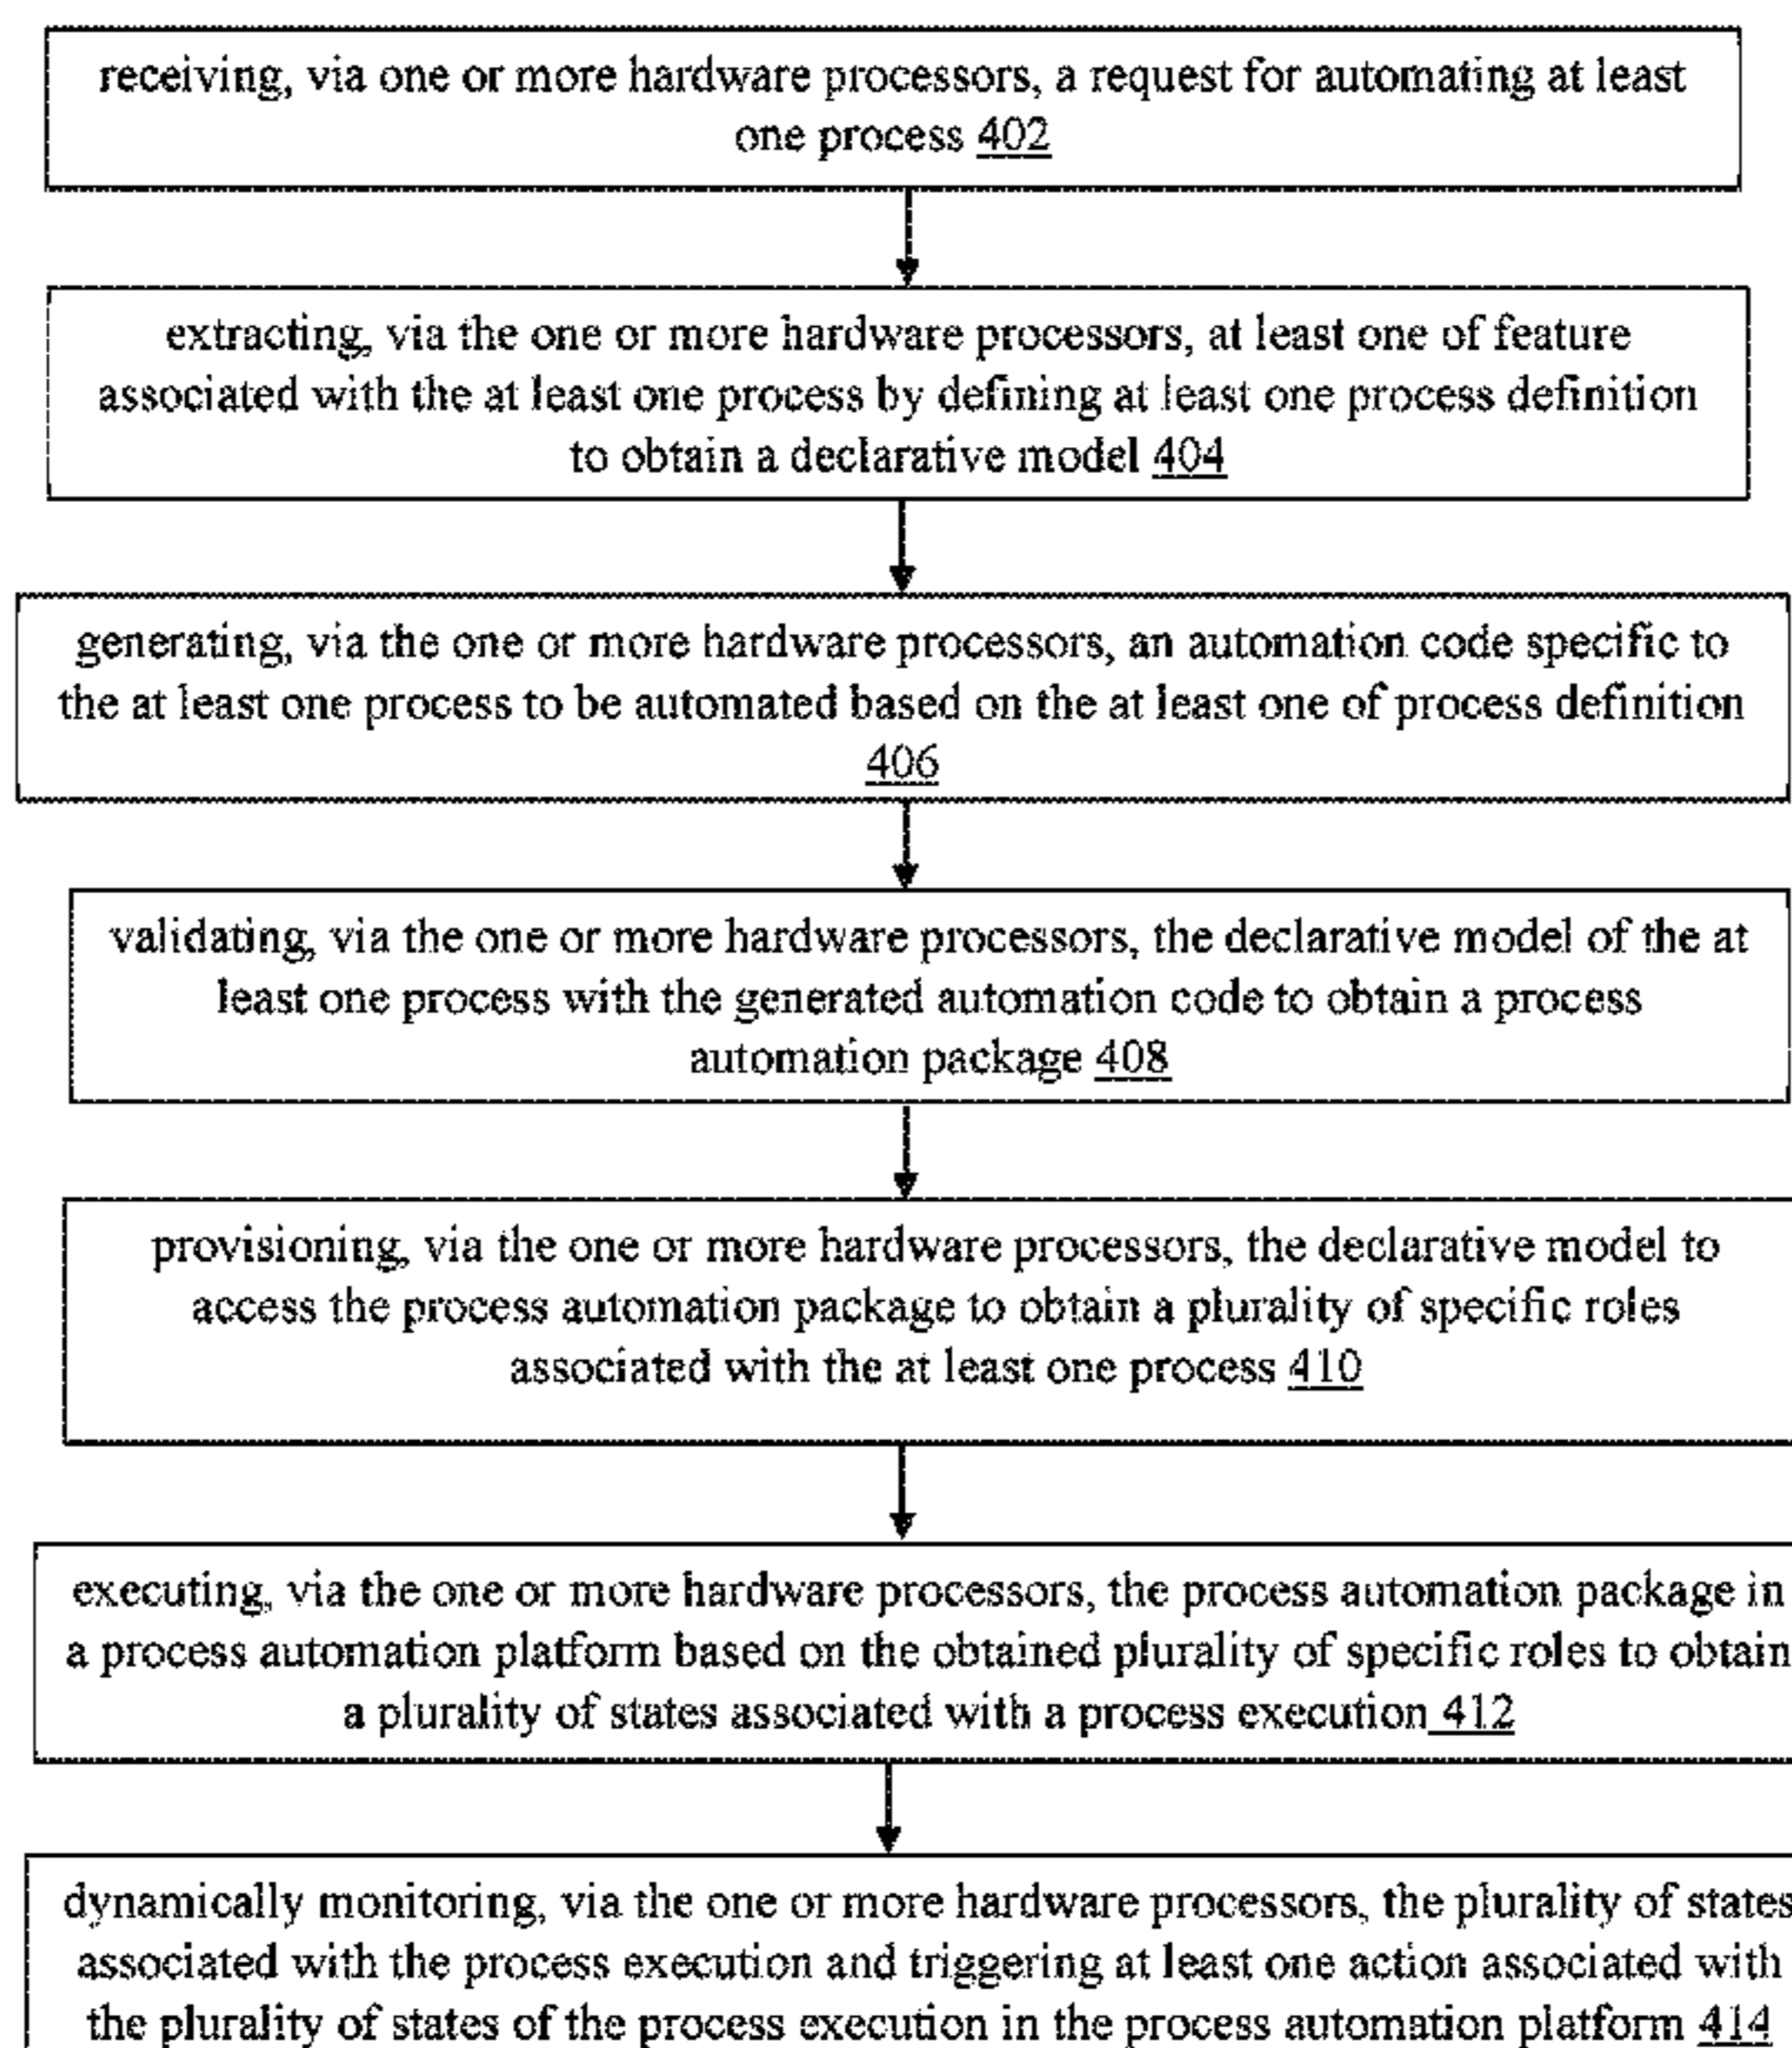 receiving, via one or more hardware processors, a request for automating at least
one process 402
extracting, via the one or more hardware processors, at least one of feature
associated with the at least one process by defining at least one process definition
to obtain a declarative model 404
generating, via the one or more hardware processors, an automation code specific to
the at least one process to be automated based on the at least one of process definition
406
validating, via the one or more hardware processors, the declarative model of the at
least one process with the generated automation code to obtain a process
automation package 408
provisioning, via the one or more hardware processors, the declarative model to
access the process automation package to obtain a plurality of specific roles
associated with the at least one process 410
executing, via the one or more hardware processors, the process automation package in
a process automation platform based on the obtained plurality of specific roles to obtain
a plurality of states associated with a process execution 412
dynamically monitoring, via the one or more hardware processors, the plurality of states
associated with the process execution and triggering at least one action associated with
the plurality of states of the process execution in the process automation platform 414